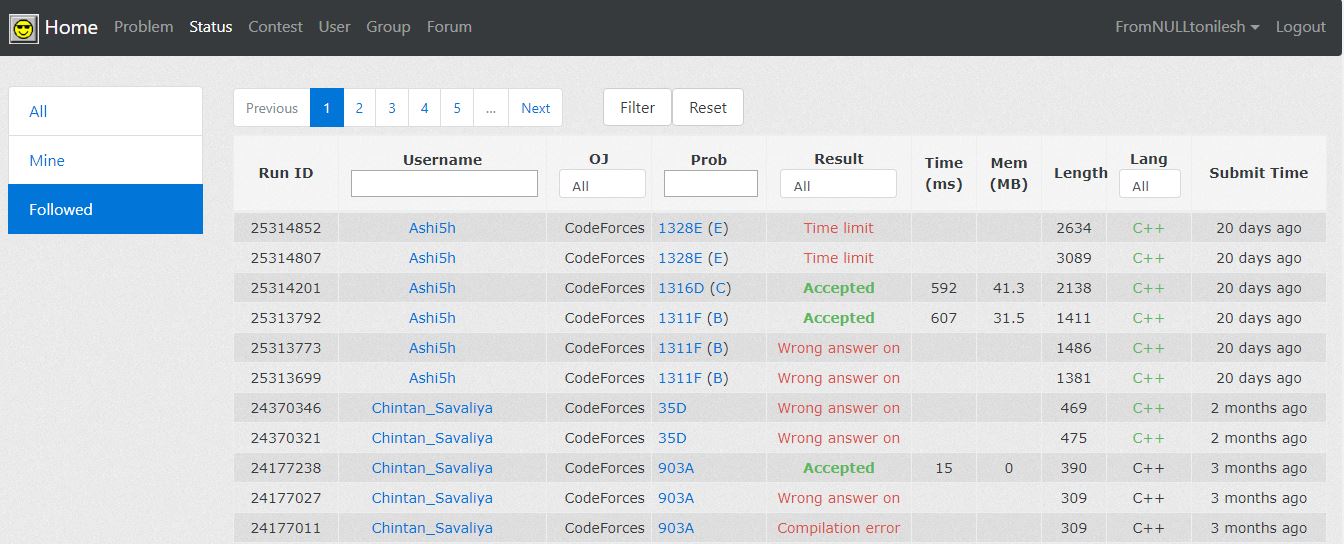 Home Problem Status Contest User Group Forum FromNULLtonilesh Logout
All
Mine
Followed
Previous 1 2 3 4 5 ... Next Filter Reset
Run ID Username OJ Prob Result Time (ms) Mem (MB) Length Lang Submit Time
All All All
25314852 Ashi5h CodeForces 1328E (E) Time limit 2634 C++ 20 days ago
25314807 Ashi5h CodeForces 1328E (E) Time limit 3089 C++ 20 days ago
25314201 Ashi5h CodeForces 1316D (C) Accepted 592 41.3 2138 C++ 20 days ago
25313792 Ashi5h CodeForces 1311F (B) Accepted 607 31.5 1411 C++ 20 days ago
25313773 Ashi5h CodeForces 1311F (B) Wrong answer on 1486 C++ 20 days ago
25313699 Ashi5h CodeForces 1311F (B) Wrong answer on 1381 C++ 20 days ago
24370346 Chintan_Savaliya CodeForces 35D Wrong answer on 469 C++ 2 months ago
24370321 Chintan_Savaliya CodeForces 35D Wrong answer on 475 C++ 2 months ago
24177238 Chintan_Savaliya CodeForces 903A Accepted 15 0 390 C++ 3 months ago
24177027 Chintan_Savaliya CodeForces 903A Wrong answer on 309 C++ 3 months ago
24177011 Chintan_Savaliya CodeForces 903A Compilation error 309 C++ 3 months ago